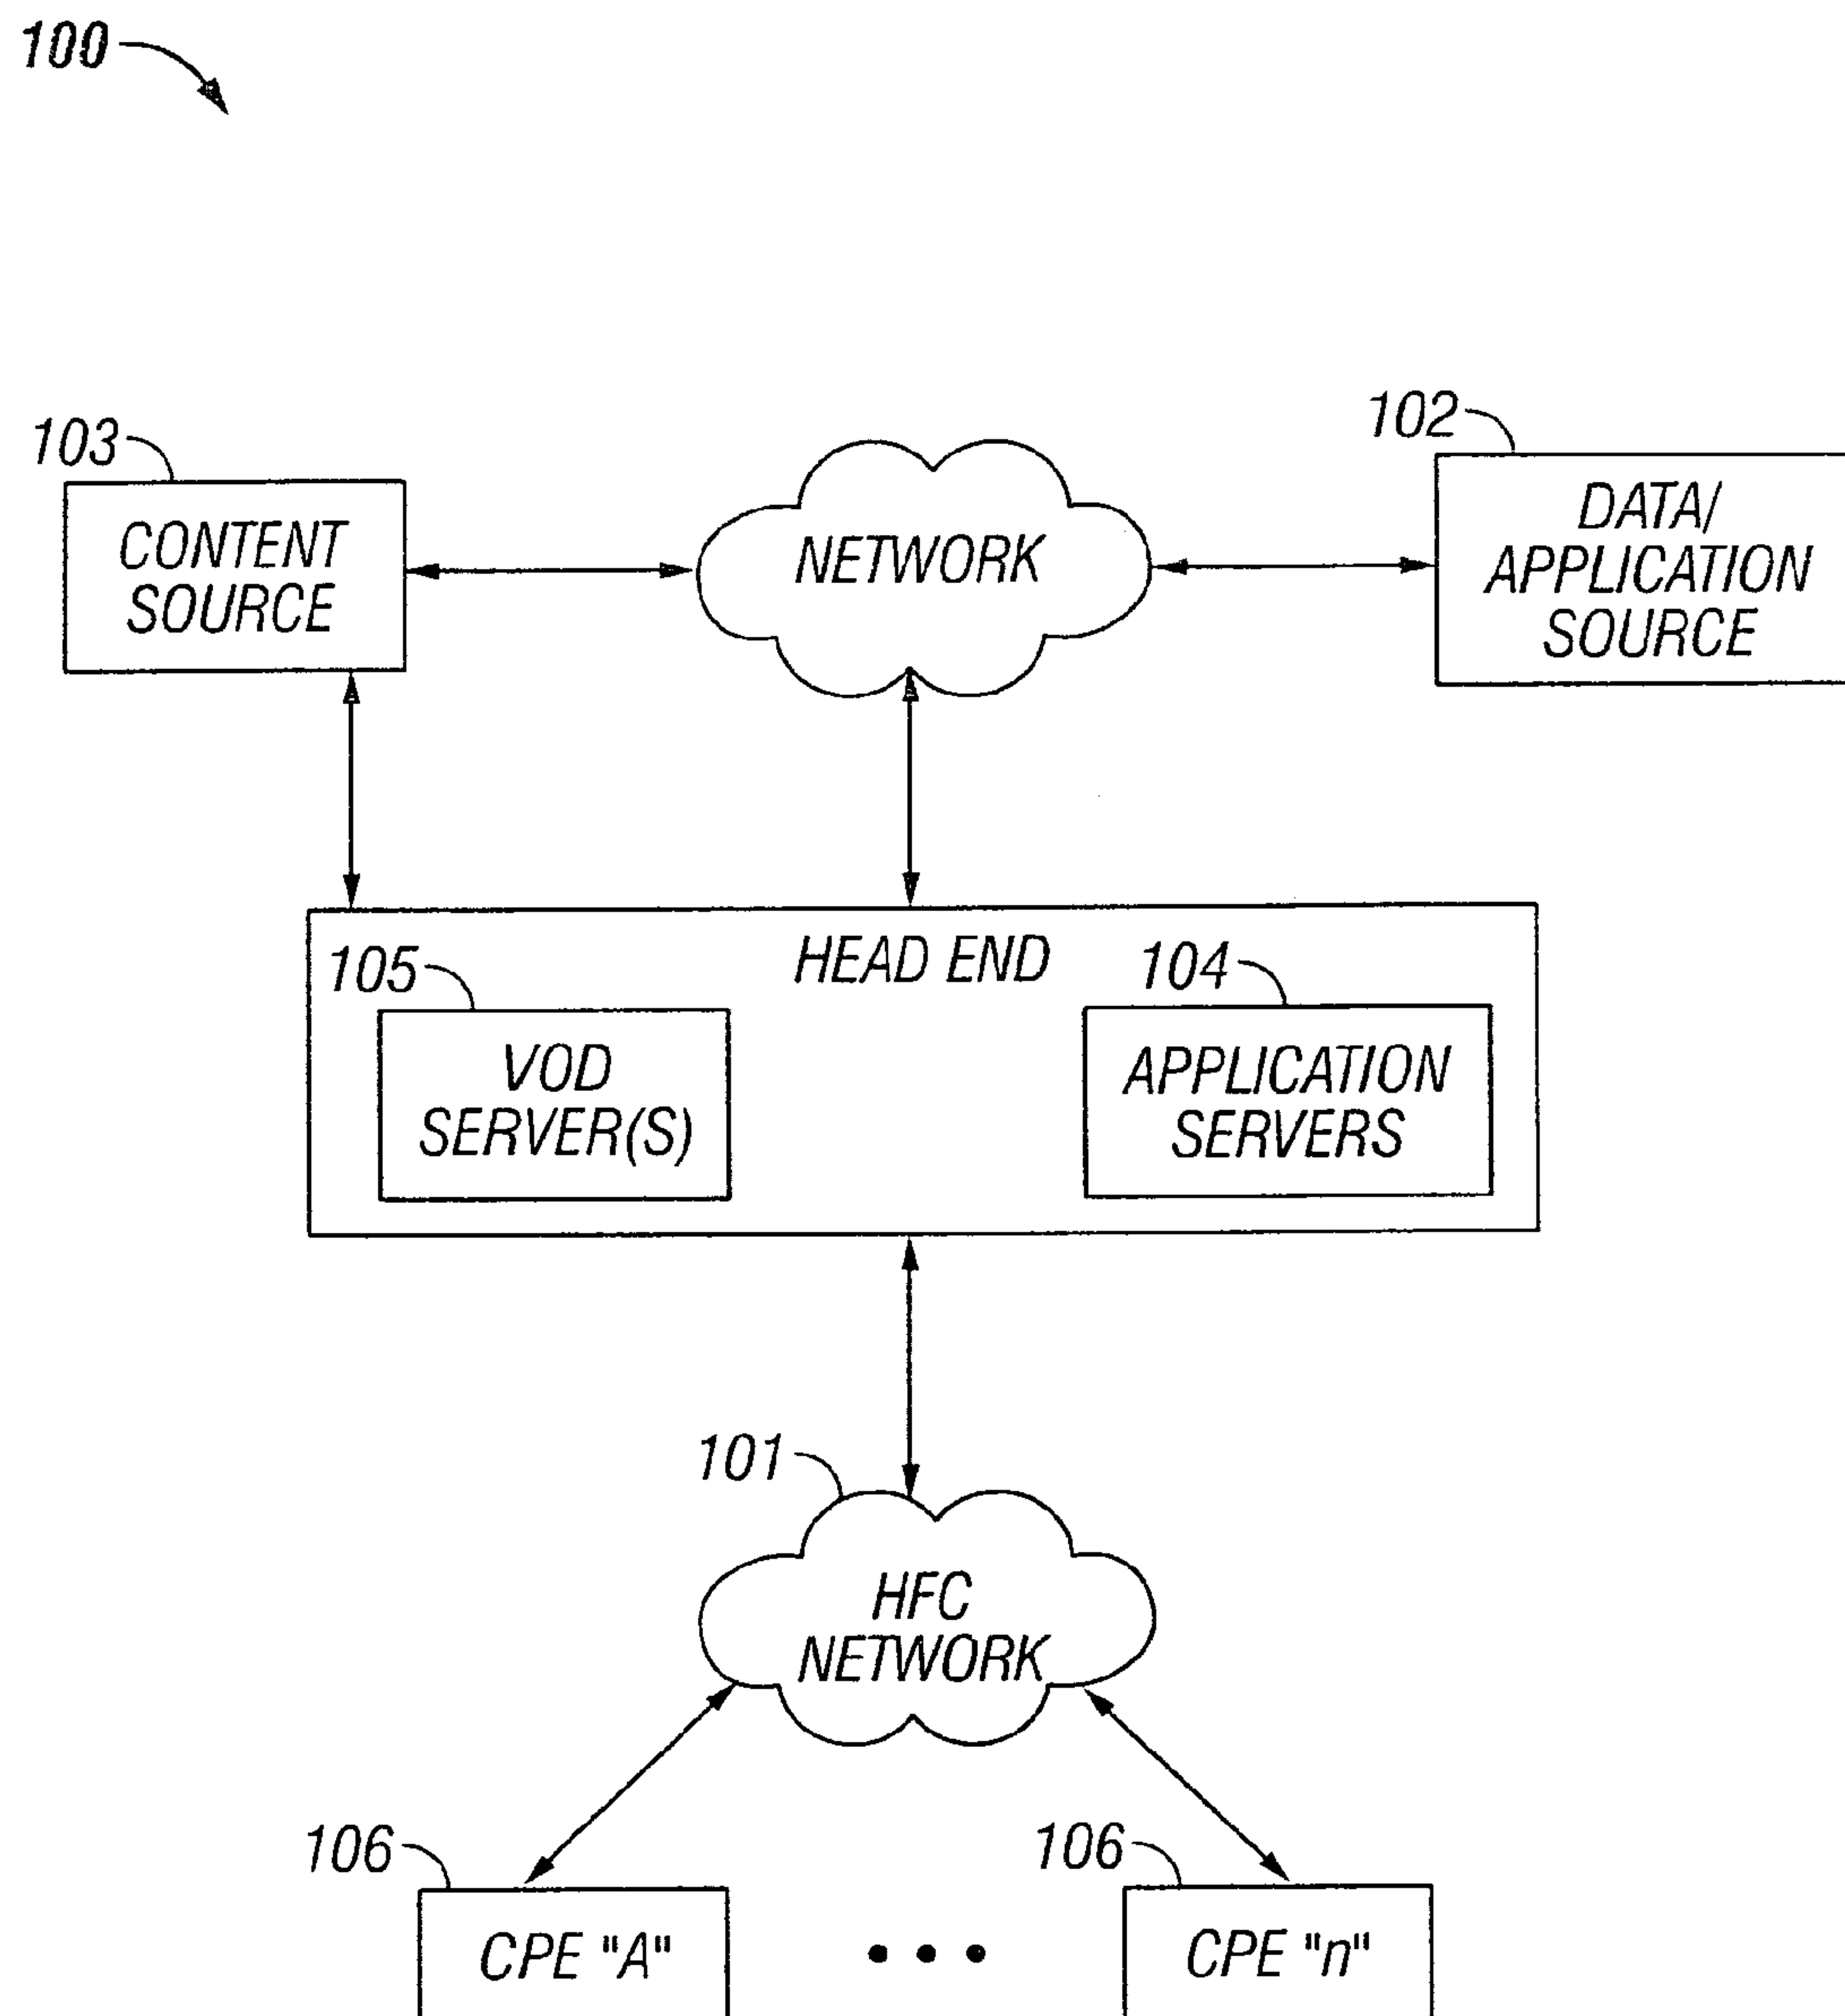 100
103
102
CONTENT
SOURCE
NETWORK
DATA/
APPLICATION
SOURCE
HEAD END
105
104
VOD
SERVER(S)
APPLICATION
SERVERS
101
HFC
NETWORK
106
106
CPE "A"
CPE "n"